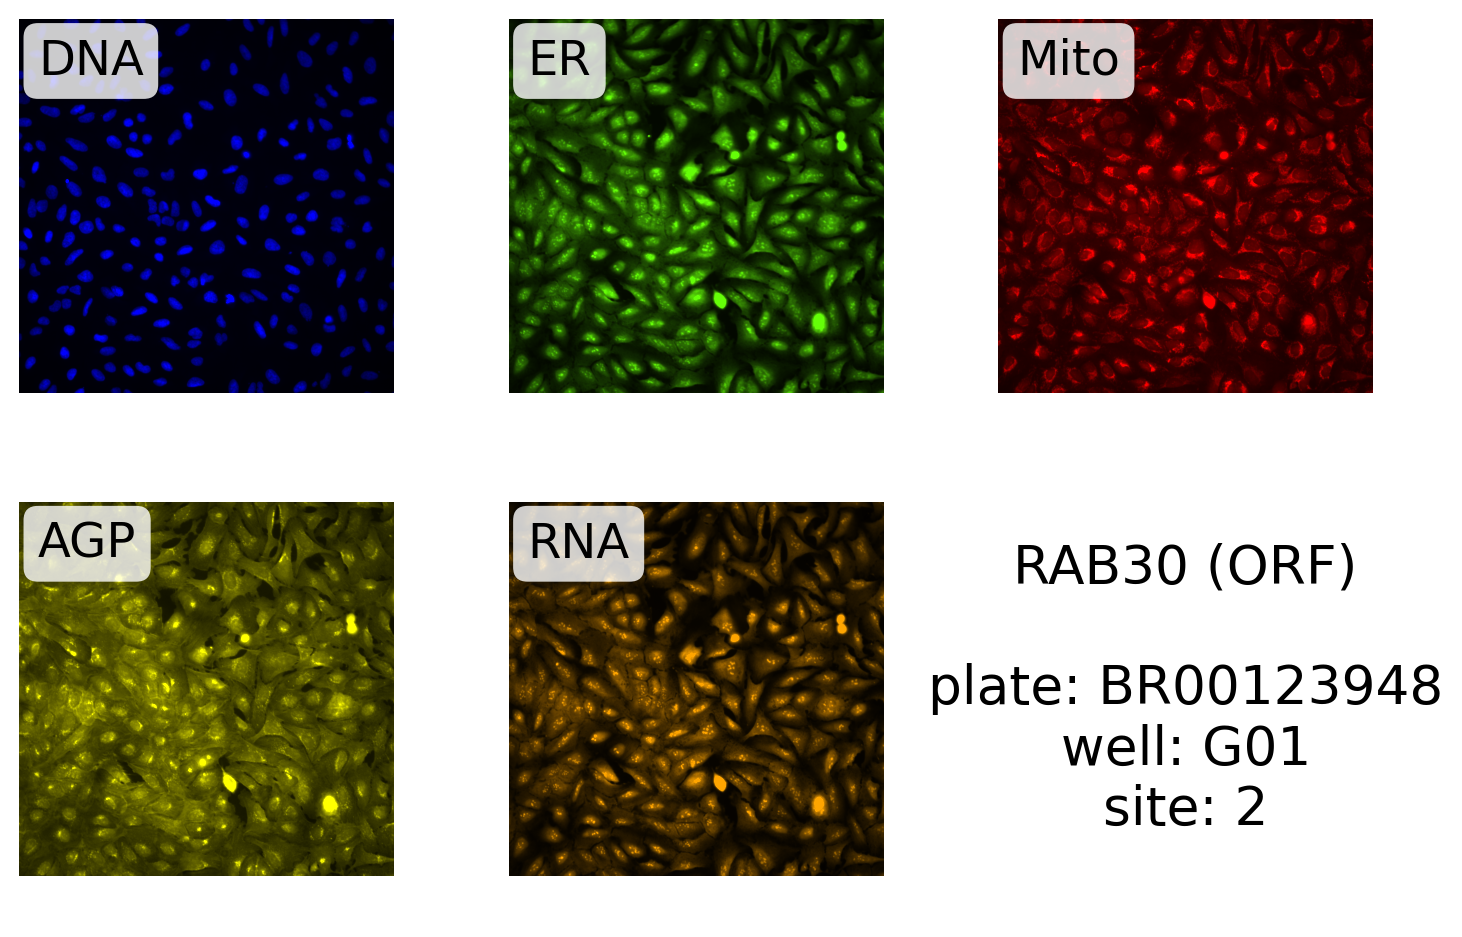 DNA
ER
Mito
AGP
RNA
RAB30 (ORF)
plate: BR00123948
well: G01
site: 2